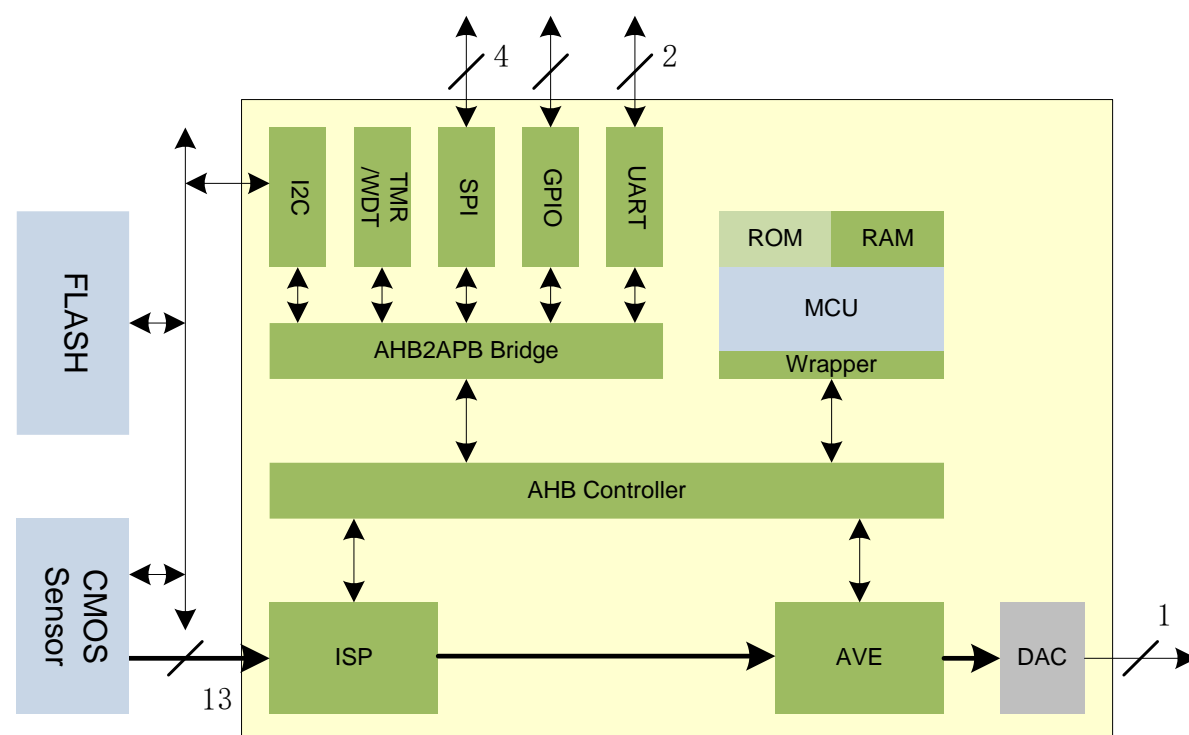 4
2
I2C
TMR
/WDT
SPI
GPIO
UART
ROM
RAM
FLASH
MCU
AHB2APB Bridge
Wrapper
AHB Controller
CMOS
Sensor
ISP
AVE
DAC
1
13